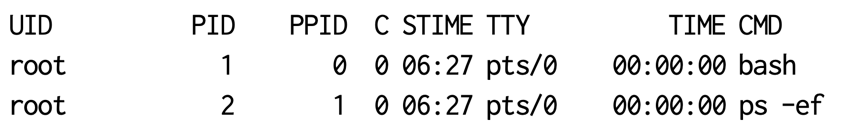 UID PID PPID C STIME TTY TIME CMD
root 1 0 0 06:27 pts/0 00:00:00 bash
root 2 1 0 06:27 pts/0 00:00:00 ps -ef